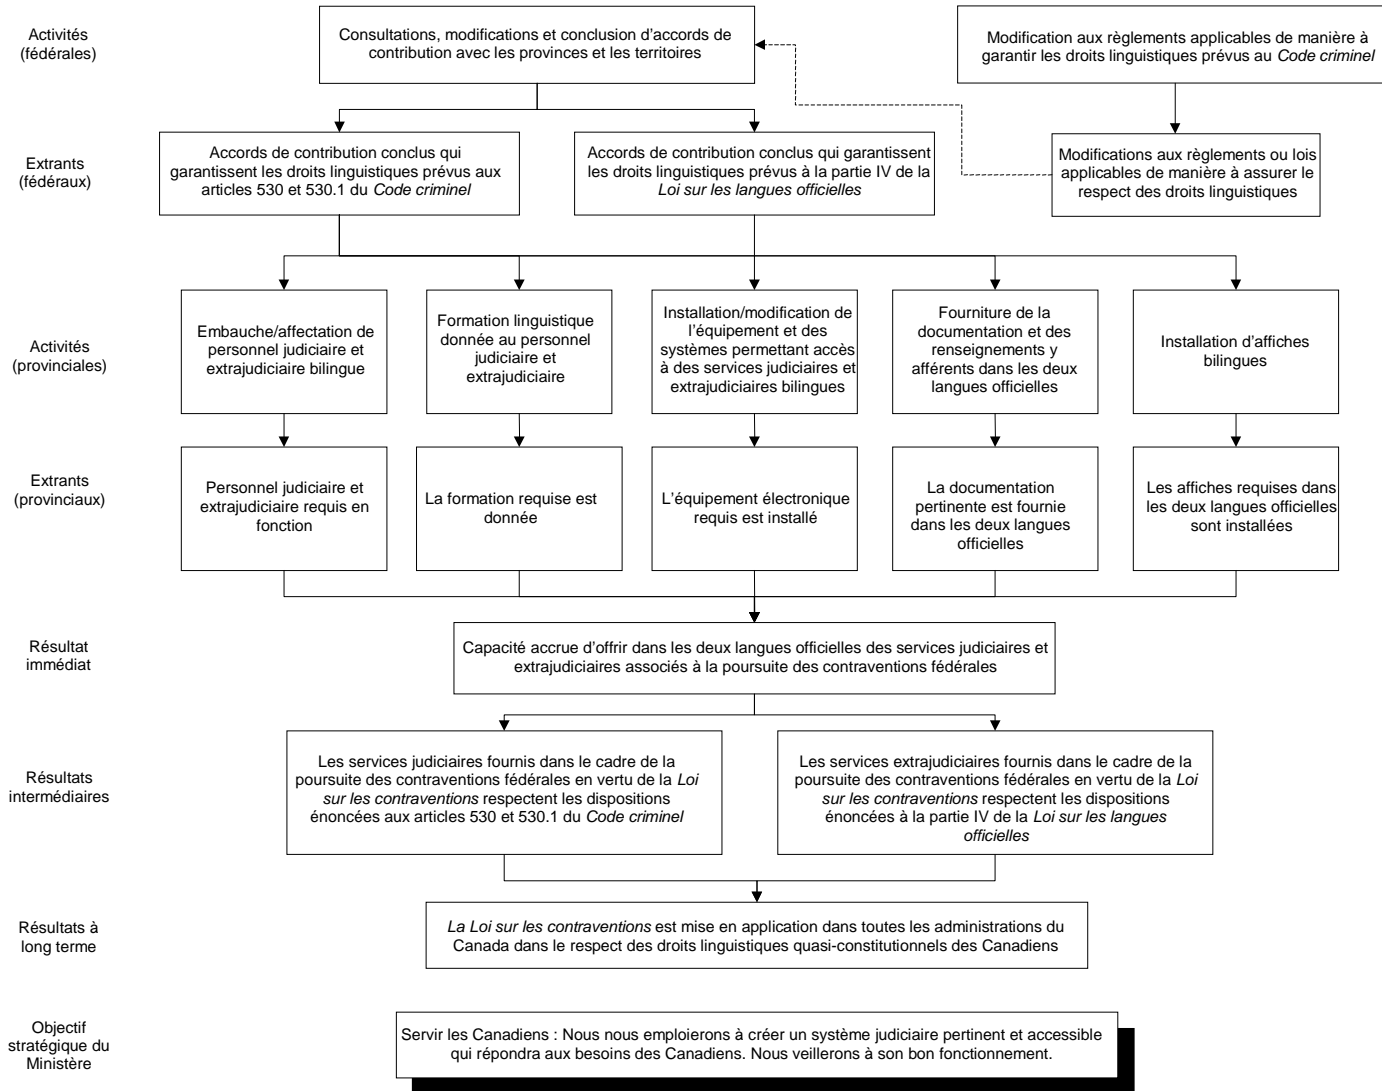 Activités
(fédérales)
Consultations, modifications et conclusion d'accords de
contribution avec les provinces et les territoires
Modification aux règlements applicables de manière à
garantir les droits linguistiques prévus au Code criminel
Extrants
(fédéraux)
Accords de contribution conclus qui
garantissent les droits linguistiques prévus aux
articles 530 et 530.1 du Code criminel
Accords de contribution conclus qui garantissent
les droits linguistiques prévus à la partie IV de la
Loi sur les langues officielles
Modifications aux règlements ou lois
applicables de manière à assurer le
respect des droits linguistiques
Activités
(provinciales)
Embauche/affectation de
personnel judiciaire et
extrajudiciaire bilingue
Formation linguistique
donnée au personnel
judiciaire et
extrajudiciaire
Installation/modification de
l'équipement et des
systèmes permettant accès
à des services judiciaires et
extrajudiciaires bilingues
Fourniture de la
documentation et des
renseignements y
afférents dans les deux
langues officielles
Installation d'affiches
bilingues
Extrants
(provinciaux)
Personnel judiciaire et
extrajudiciaire requis en
fonction
La formation requise est
donnée
L'équipement électronique
requis est installé
La documentation
pertinente est fournie
dans les deux langues
officielles
Les affiches requises dans
les deux langues officielles
sont installées
Résultat
immédiat
Capacité accrue d'offrir dans les deux langues officielles des services judiciaires et
extrajudiciaires associés à la poursuite des contraventions fédérales
Résultats
intermédiaires
Les services judiciaires fournis dans le cadre de la
poursuite des contraventions fédérales en vertu de la Loi
sur les contraventions respectent les dispositions
énoncées aux articles 530 et 530.1 du Code criminel
Les services extrajudiciaires fournis dans le cadre de la
poursuite des contraventions fédérales en vertu de la Loi
sur les contraventions respectent les dispositions
énoncées à la partie IV de la Loi sur les langues
officielles
Résultats à
long terme
La Loi sur les contraventions est mise en application dans toutes les administrations du
Canada dans le respect des droits linguistiques quasi-constitutionnels des Canadiens
Objectif
stratégique du
Ministère
Servir les Canadiens : Nous nous emploierons à créer un système judiciaire pertinent et accessible
qui répondra aux besoins des Canadiens. Nous veillerons à son bon fonctionnement.